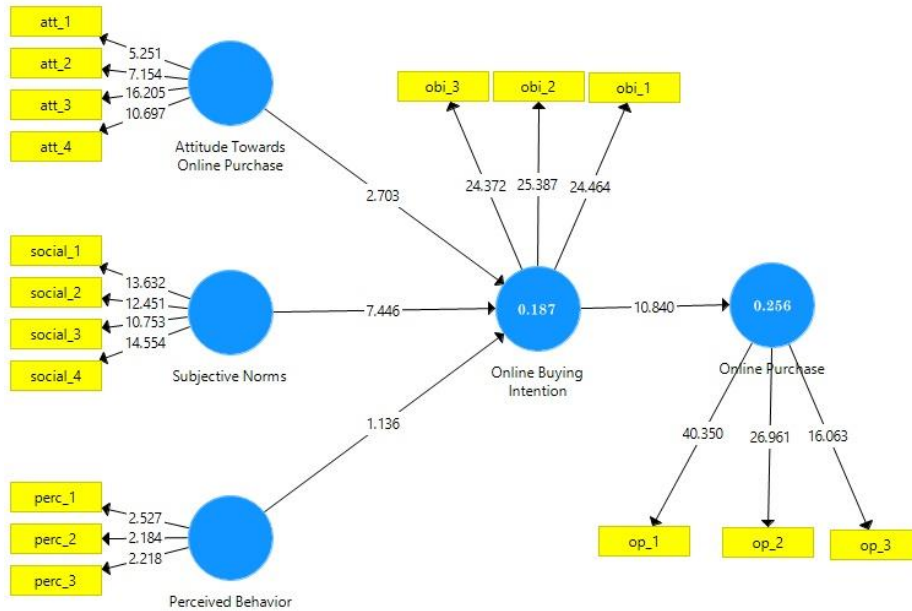 att_1
att_2
att_3
att_4
5.251
7.154
16.205
10.697
Attitude Towards
Online Purchase
2.703
obi_3
obi_2
obi_1
24.372
25.387
24.464
social_1
social_2
social_3
social_4
13.632
12.451
10.753
14.554
Subjective Norms
7.446
0.187
Online Buying
Intention
10.840
0.256
Online Purchase
40.350
26.961
16.063
op_1
op_2
op_3
1.136
perc_1
perc_2
perc_3
2.527
2.184
2.218
Perceived Behavior